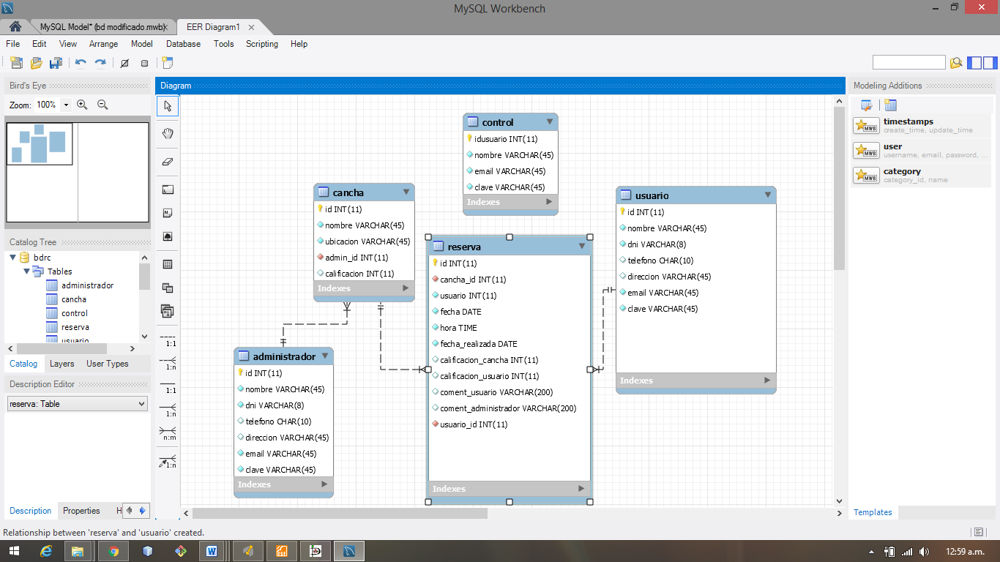 MySQL Workbench
MySQL Model* (bd modificado.mwb)
EER Diagram1
File Edit View Arrange Model Database Tools Scripting Help
Bird's Eye
Zoom: 100%
Catalog Tree
bdrc
Tables
administrador
cancha
control
reserva
usuario
Catalog Layers User Types
Description Editor
reserva: Table
Description Properties H
Diagram
1:1
1:n
1:1
1:n
n:m
1:n
control
idusuario INT(11)
nombre VARCHAR(45)
email VARCHAR(45)
clave VARCHAR(45)
Indexes
cancha
id INT(11)
nombre VARCHAR(45)
ubicacion VARCHAR(45)
admin_id INT(11)
calificacion INT(11)
Indexes
administrador
id INT(11)
nombre VARCHAR(45)
dni VARCHAR(8)
telefono CHAR(10)
direccion VARCHAR(45)
email VARCHAR(45)
clave VARCHAR(45)
Indexes
reserva
id INT(11)
cancha_id INT(11)
usuario INT(11)
fecha DATE
hora TIME
fecha_realizada DATE
calificacion_cancha INT(11)
calificacion_usuario INT(11)
coment_usuario VARCHAR(200)
coment_administrador VARCHAR(200)
usuario_id INT(11)
Indexes
usuario
id INT(11)
nombre VARCHAR(45)
dni VARCHAR(8)
telefono CHAR(10)
direccion VARCHAR(45)
email VARCHAR(45)
clave VARCHAR(45)
Indexes
Modeling Additions
MWB
timestamps
create_time, update_time
MWB
user
username, email, password, ...
MWB
category
category_id, name
Templates
Relationship between 'reserva' and 'usuario' created.
12:59 a.m.